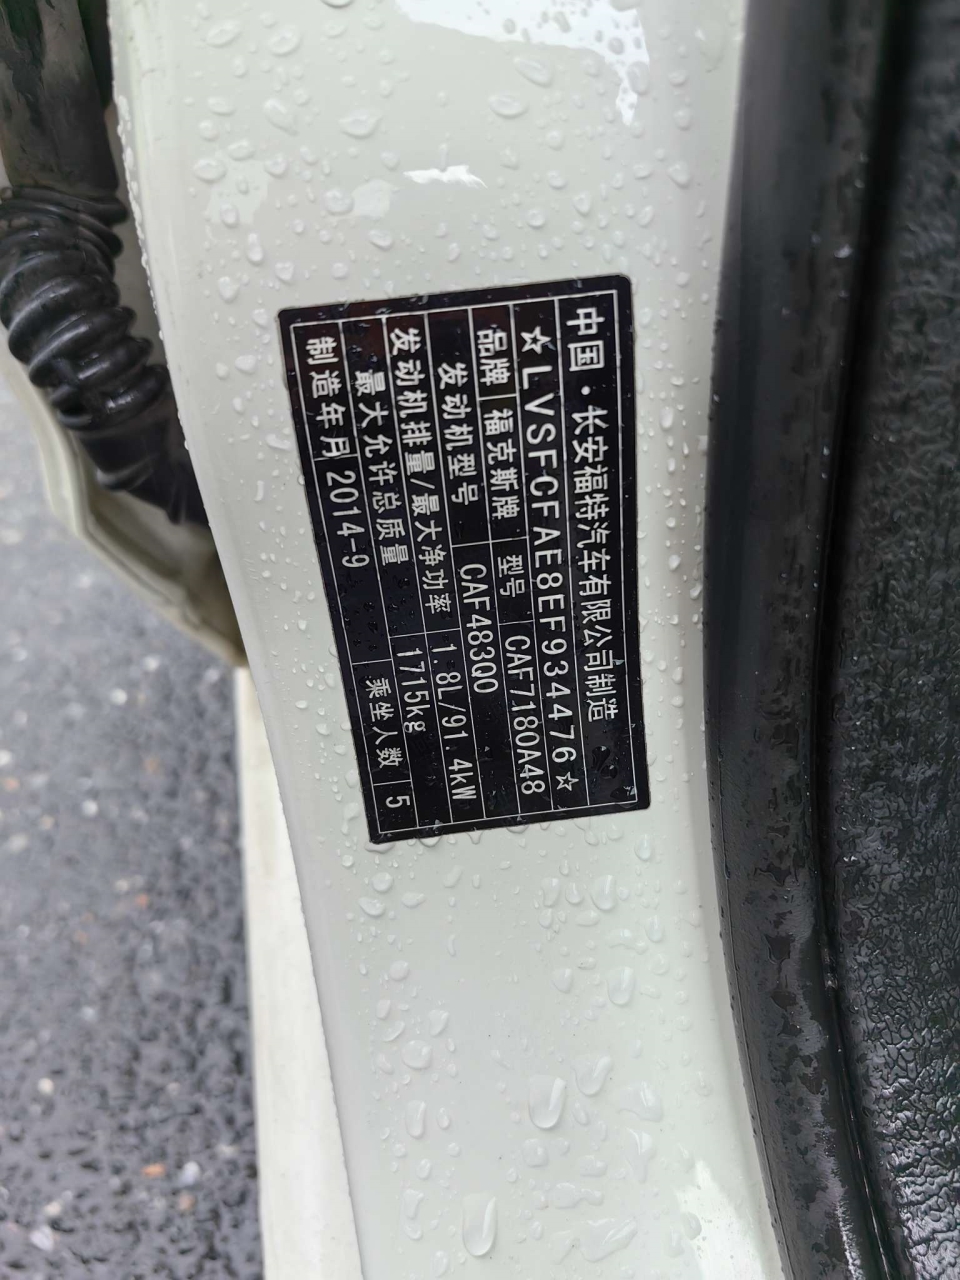 中国·长安福特汽车有限公司制造
☆LVSFCFAE8EF934476☆
品牌 福克斯牌 型号 CAF7180A48
发动机型号 CAF483Q0
发动机排量/最大净功率 1.8L/91.4kW
最大允许总质量 1715kg
制造年月 2014-9 乘坐人数 5